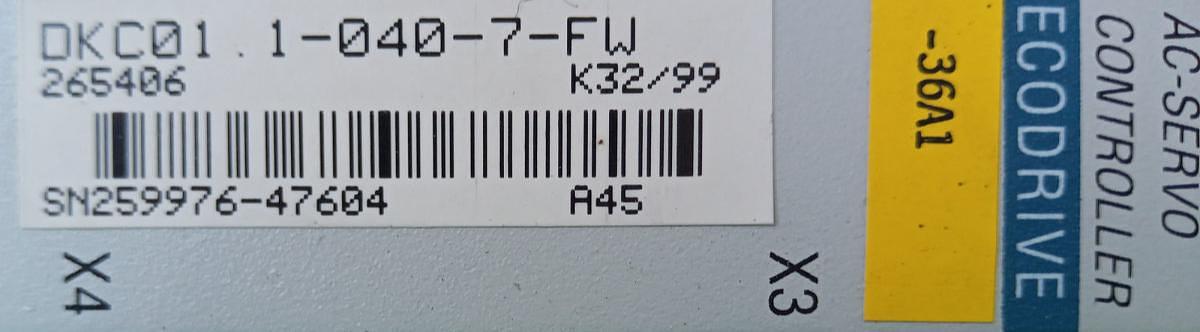 DKC01.1-040-7-FW
265406 K32/99
SN259976-47604 A45
X4
X3
-36A1
ECODRIVE
AC-SERVO
CONTROLLER